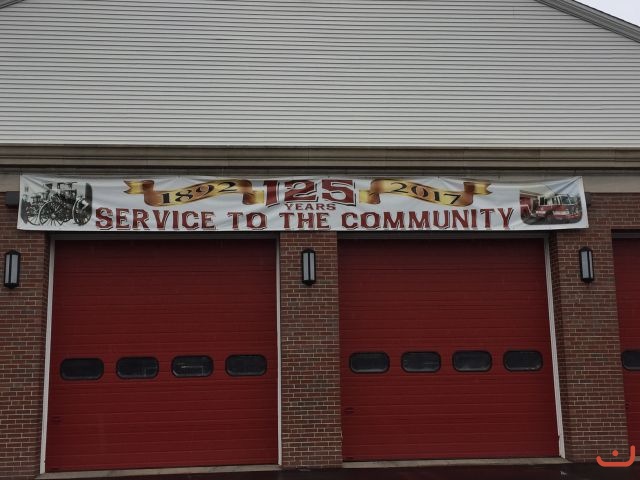 1892 125 2017
YEARS
SERVICE TO THE COMMUNITY